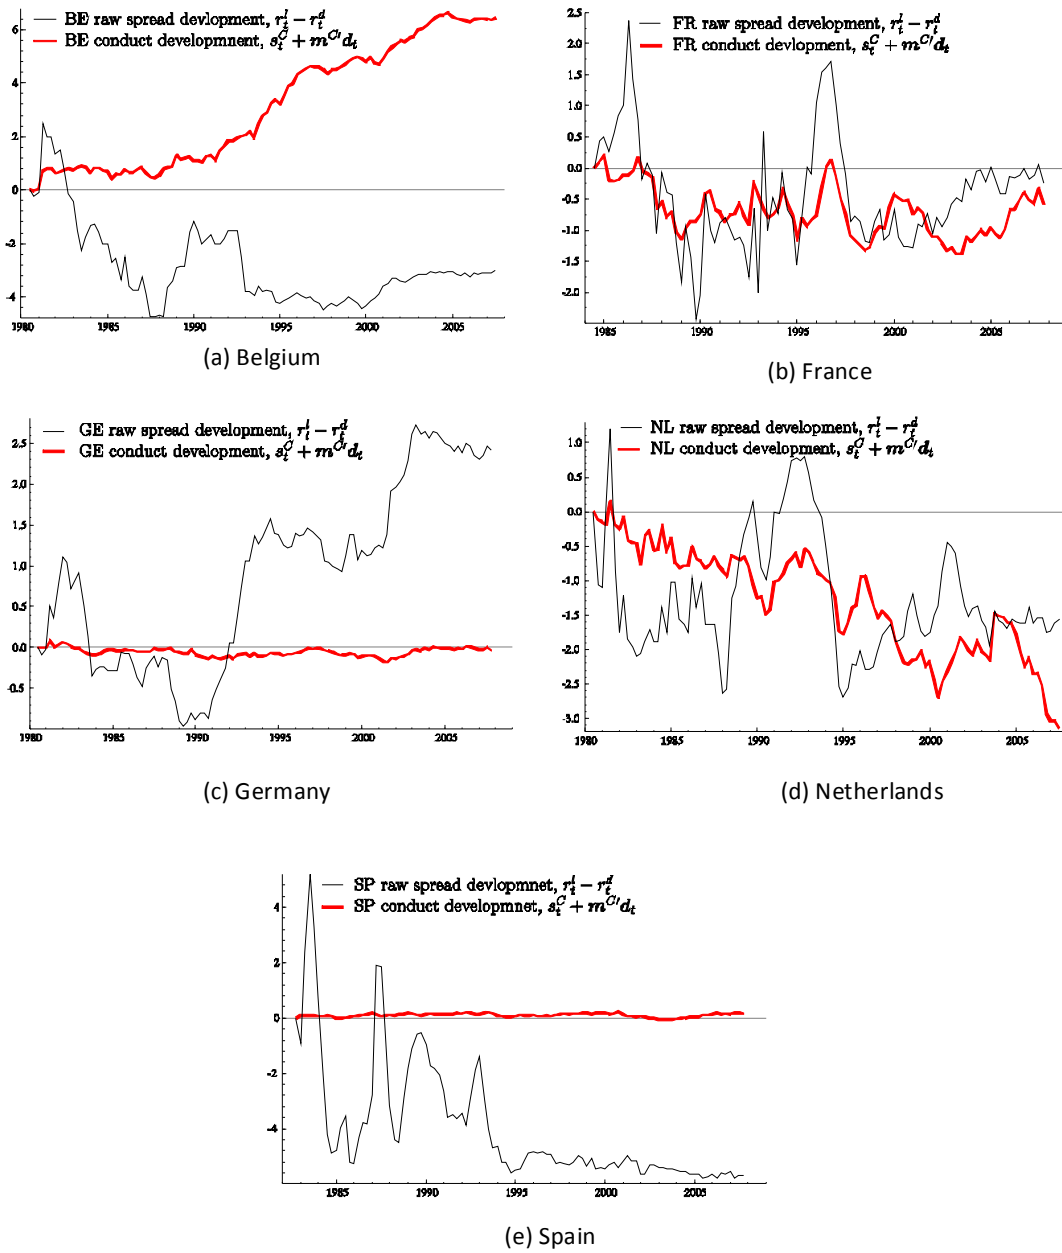 BE raw spread devlopment, r_t^l − r_t^d
BE conduct developmnent, s_t^C + m^C′ d_t
6
4
2
0
-2
-4
1980 1985 1990 1995 2000 2005
(a) Belgium
2.5
FR raw spread development, r_t^l − r_t^d
FR conduct devlopment, s_t^C + m^C′ d_t
2.0
1.5
1.0
0.5
0.0
-0.5
-1.0
-1.5
-2.0
1985 1990 1995 2000 2005
(b) France
GE raw spread development, r_t^l − r_t^d
GE conduct development, s_t^C + m^C′ d_t
2.5
2.0
1.5
1.0
0.5
0.0
-0.5
1980 1985 1990 1995 2000 2005
(c) Germany
NL raw spread development, r_t^l − r_t^d
NL conduct development, s_t^C + m^C′ d_t
1.0
0.5
0.0
-0.5
-1.0
-1.5
-2.0
-2.5
-3.0
1980 1985 1990 1995 2000 2005
(d) Netherlands
SP raw spread devlopmnet, r_t^l − r_t^d
SP conduct developmnet, s_t^C + m^C′ d_t
4
2
0
-2
-4
1985 1990 1995 2000 2005
(e) Spain